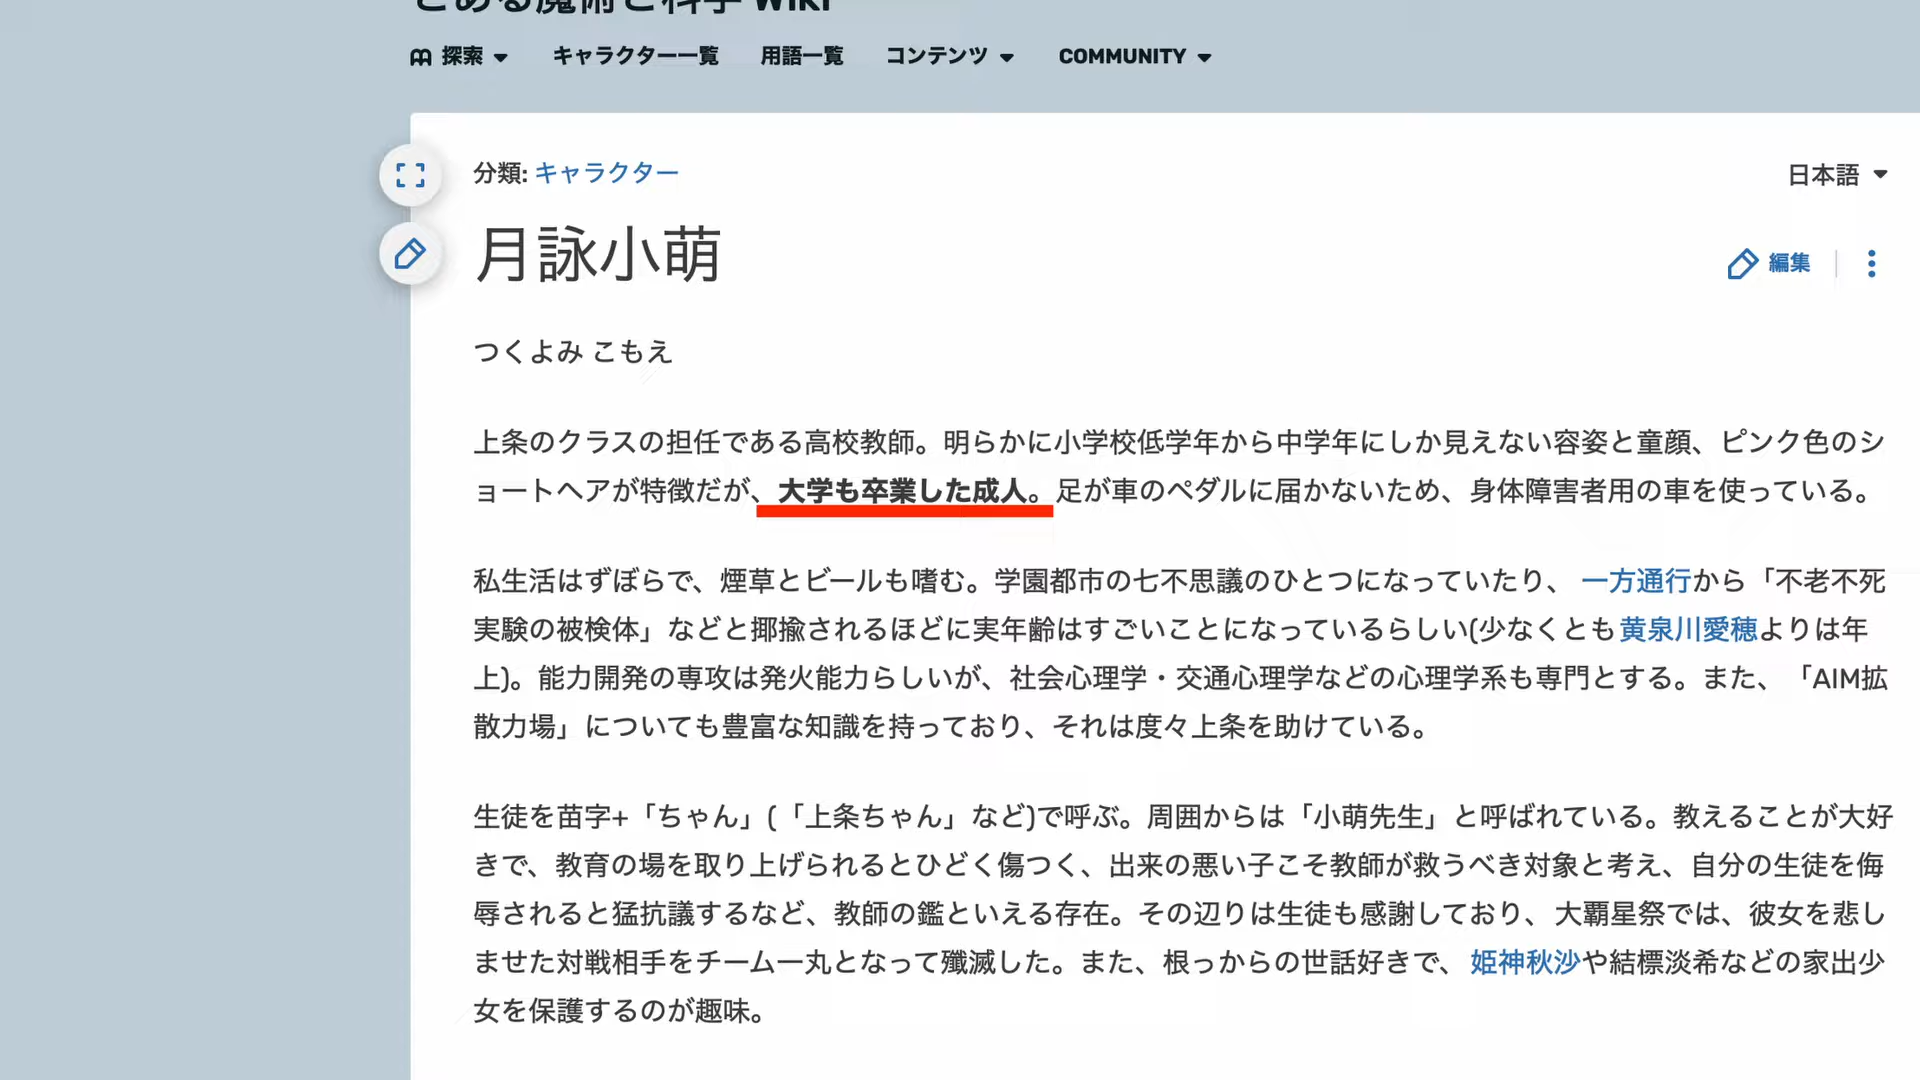 とある魔術と科学 Wiki
探索 キャラクター一覧 用語一覧 コンテンツ COMMUNITY
分類: キャラクター
日本語
月詠小萌
編集
つくよみ こもえ
上条のクラスの担任である高校教師。明らかに小学校低学年から中学年にしか見えない容姿と童顔、ピンク色のシ
ョートヘアが特徴だが、大学も卒業した成人。足が車のペダルに届かないため、身体障害者用の車を使っている。
私生活はずぼらで、煙草とビールも嗜む。学園都市の七不思議のひとつになっていたり、 一方通行から「不老不死
実験の被検体」などと揶揄されるほどに実年齢はすごいことになっているらしい(少なくとも黄泉川愛穂よりは年
上)。能力開発の専攻は発火能力らしいが、社会心理学・交通心理学などの心理学系も専門とする。また、「AIM拡
散力場」についても豊富な知識を持っており、それは度々上条を助けている。
生徒を苗字+「ちゃん」(「上条ちゃん」など)で呼ぶ。周囲からは「小萌先生」と呼ばれている。教えることが大好
きで、教育の場を取り上げられるとひどく傷つく、出来の悪い子こそ教師が救うべき対象と考え、自分の生徒を侮
辱されると猛抗議するなど、教師の鑑といえる存在。その辺りは生徒も感謝しており、大覇星祭では、彼女を悲し
ませた対戦相手をチーム一丸となって殲滅した。また、根っからの世話好きで、姫神秋沙や結標淡希などの家出少
女を保護するのが趣味。